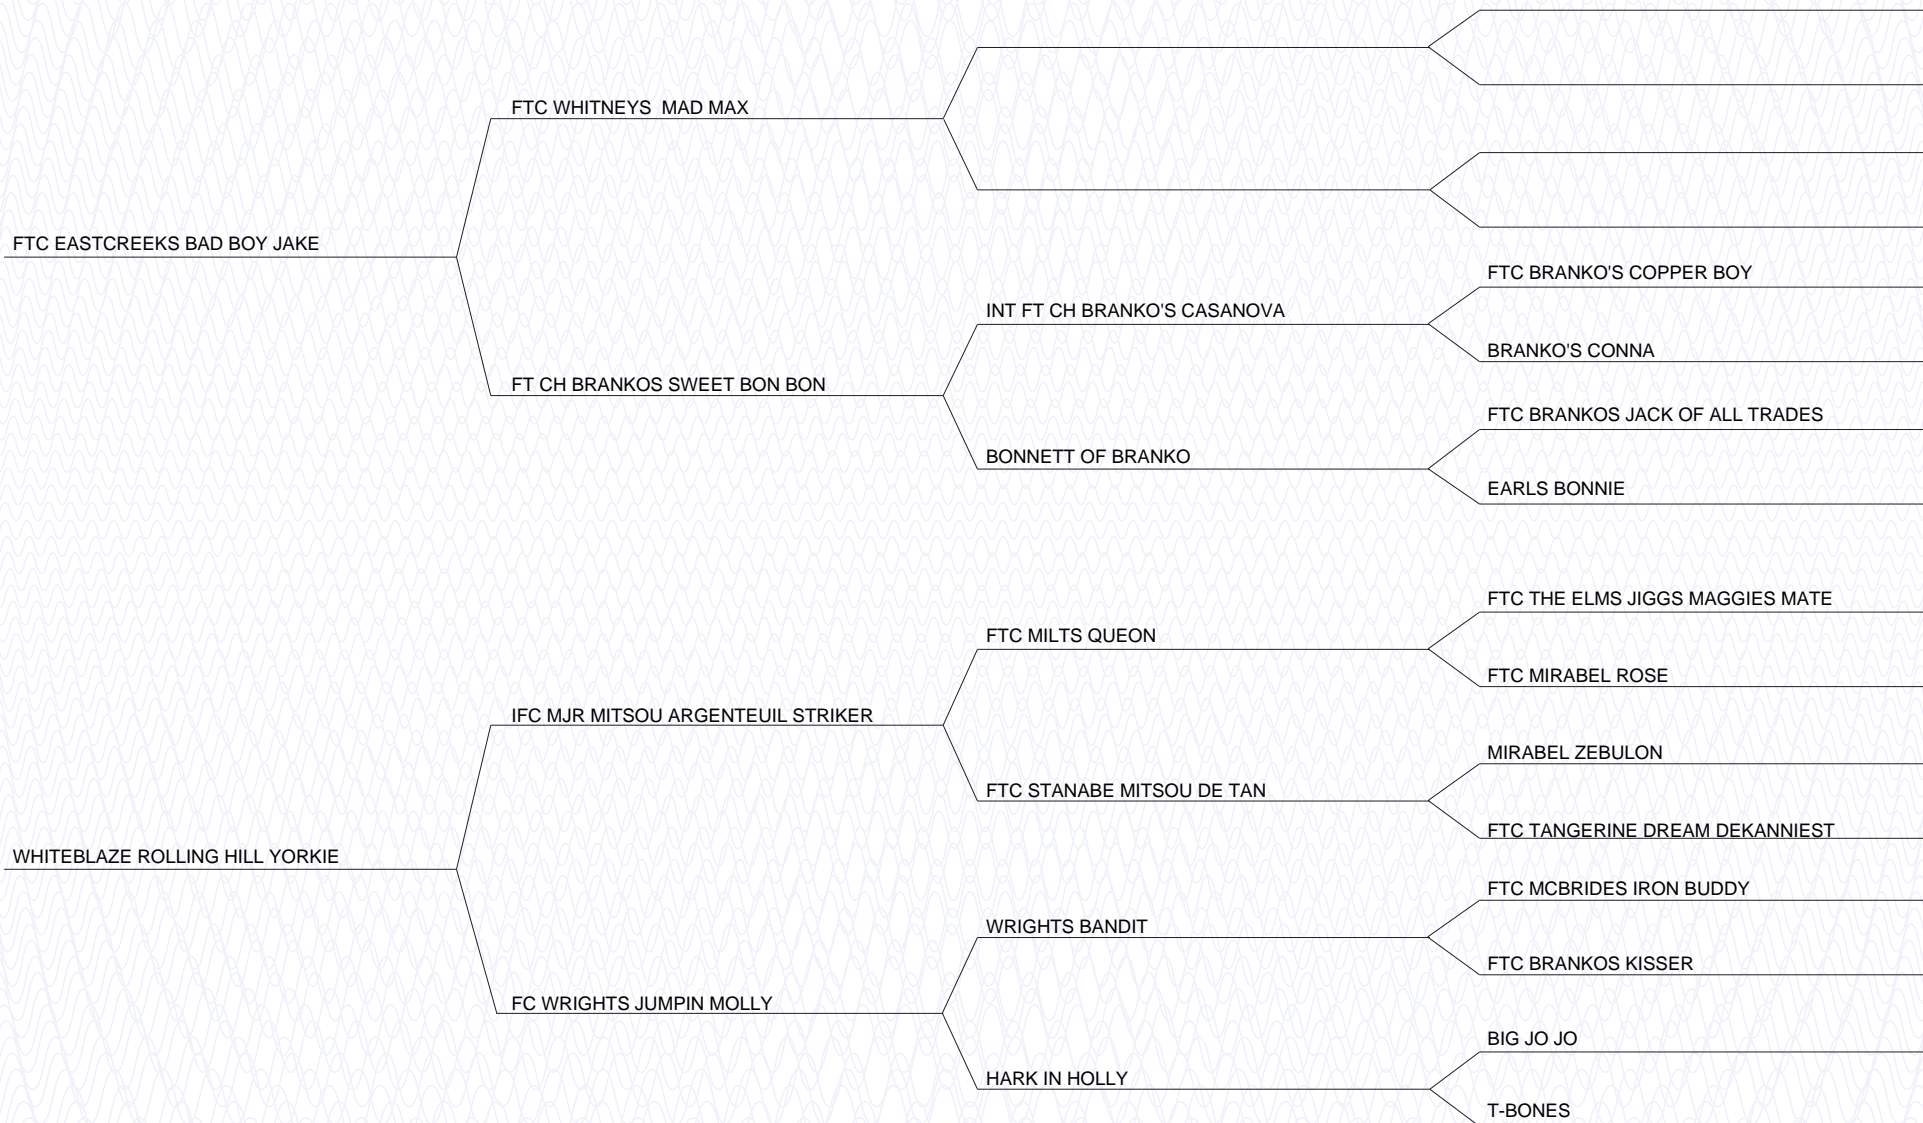 FTC WHITNEYS  MAD MAX
FTC EASTCREEKS BAD BOY JAKE
FTC BRANKO'S COPPER BOY
INT FT CH BRANKO'S CASANOVA
BRANKO'S CONNA
FT CH BRANKOS SWEET BON BON
FTC BRANKOS JACK OF ALL TRADES
BONNETT OF BRANKO
EARLS BONNIE
FTC THE ELMS JIGGS MAGGIES MATE
FTC MILTS QUEON
FTC MIRABEL ROSE
IFC MJR MITSOU ARGENTEUIL STRIKER
MIRABEL ZEBULON
FTC STANABE MITSOU DE TAN
FTC TANGERINE DREAM DEKANNIEST
WHITEBLAZE ROLLING HILL YORKIE
FTC MCBRIDES IRON BUDDY
WRIGHTS BANDIT
FTC BRANKOS KISSER
FC WRIGHTS JUMPIN MOLLY
BIG JO JO
HARK IN HOLLY
T-BONES